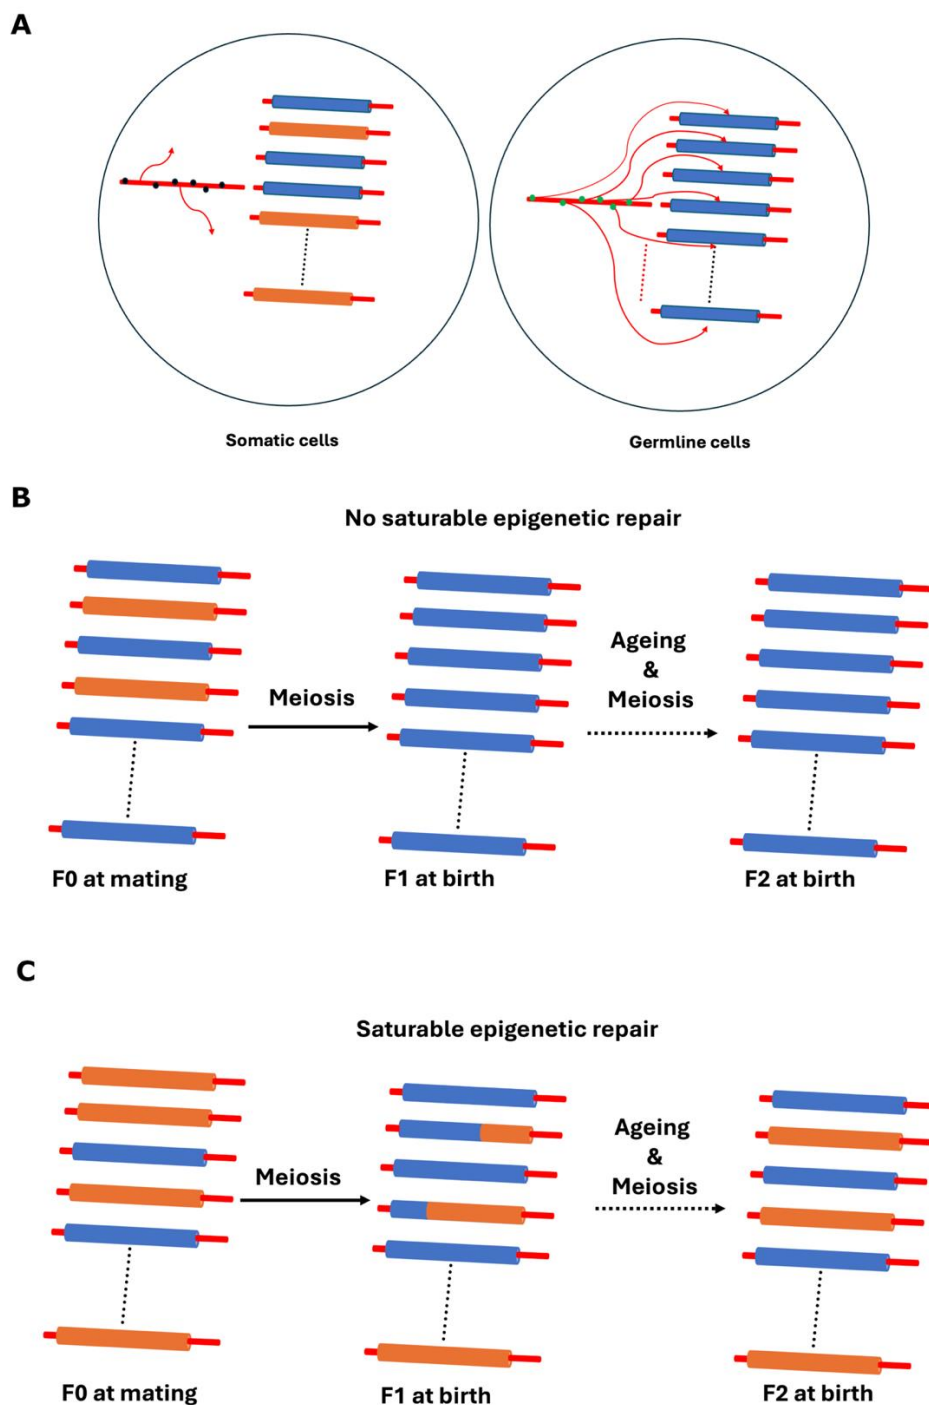 A
Somatic cells
Germline cells
B
No saturable epigenetic repair
Meiosis
Ageing
&
Meiosis
F0 at mating
F1 at birth
F2 at birth
C
Saturable epigenetic repair
Meiosis
Ageing
&
Meiosis
F0 at mating
F1 at birth
F2 at birth